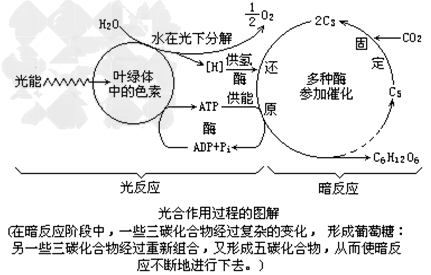 H₂O
½O₂
水在光下分解
2C₃
固
定
CO₂
光能
叶绿体
中的色素
[H]
供氢
酶
还
原
多种酶
参加催化
C₅
ATP
供能
酶
ADP+Pi
C₆H₁₂O₆
光反应
暗反应
光合作用过程的图解
(在暗反应阶段中，一些三碳化合物经过复杂的变化，形成葡萄糖：
另一些三碳化合物经过重新组合，又形成五碳化合物，从而使暗反
应不断地进行下去。)